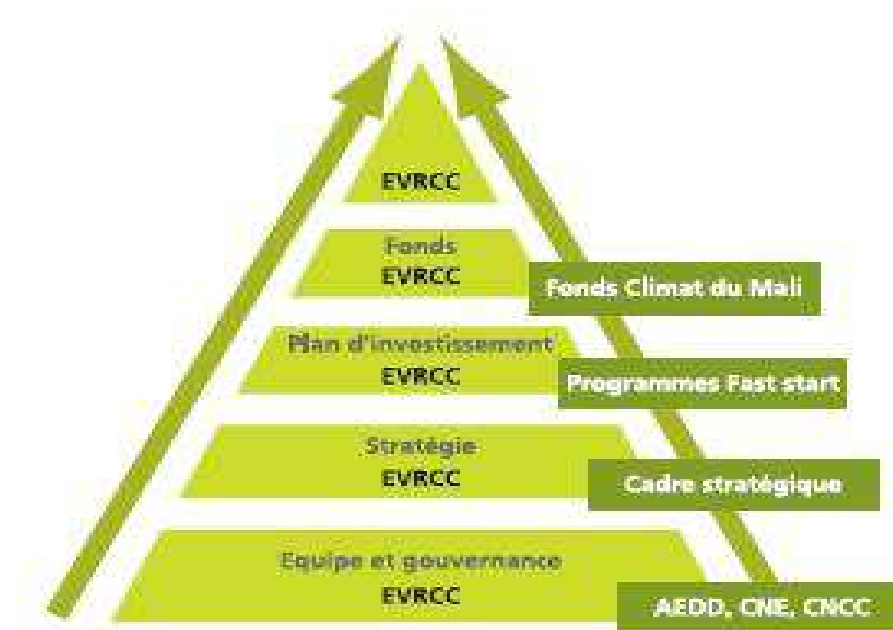 EVRCC
Fonds
EVRCC
Fonds Climat du Mali
Plan d'investissement
EVRCC
Programmes Fast start
Stratégie
EVRCC
Cadre stratégique
Equipe et gouvernance
EVRCC
AEDD, CNE, CNCC